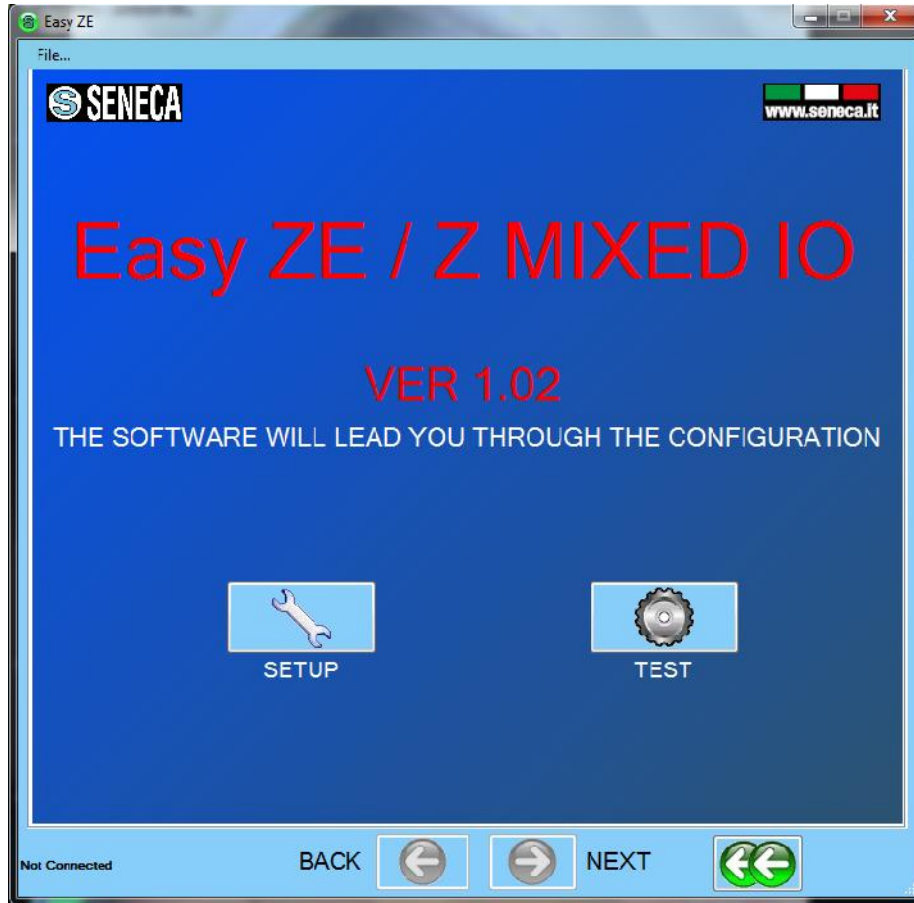 Easy ZE
File...
SENECA
www.seneca.it
Easy ZE / Z MIXED IO
VER 1.02
THE SOFTWARE WILL LEAD YOU THROUGH THE CONFIGURATION
SETUP
TEST
Not Connected
BACK
NEXT